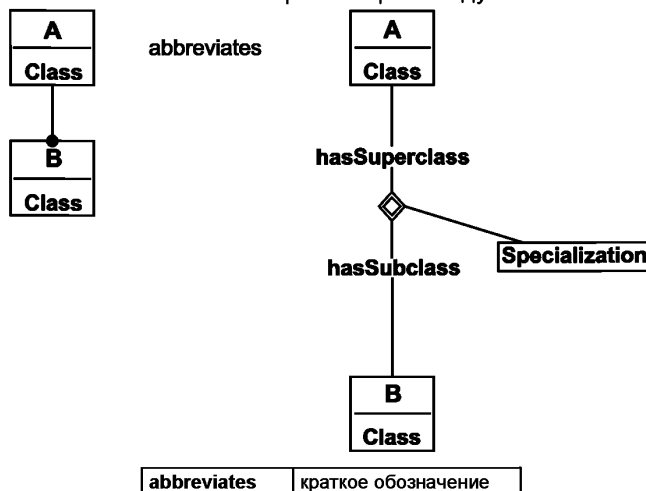 A
Class
abbreviates
B
Class
A
Class
hasSuperclass
Specialization
hasSubclass
B
Class
abbreviates краткое обозначение